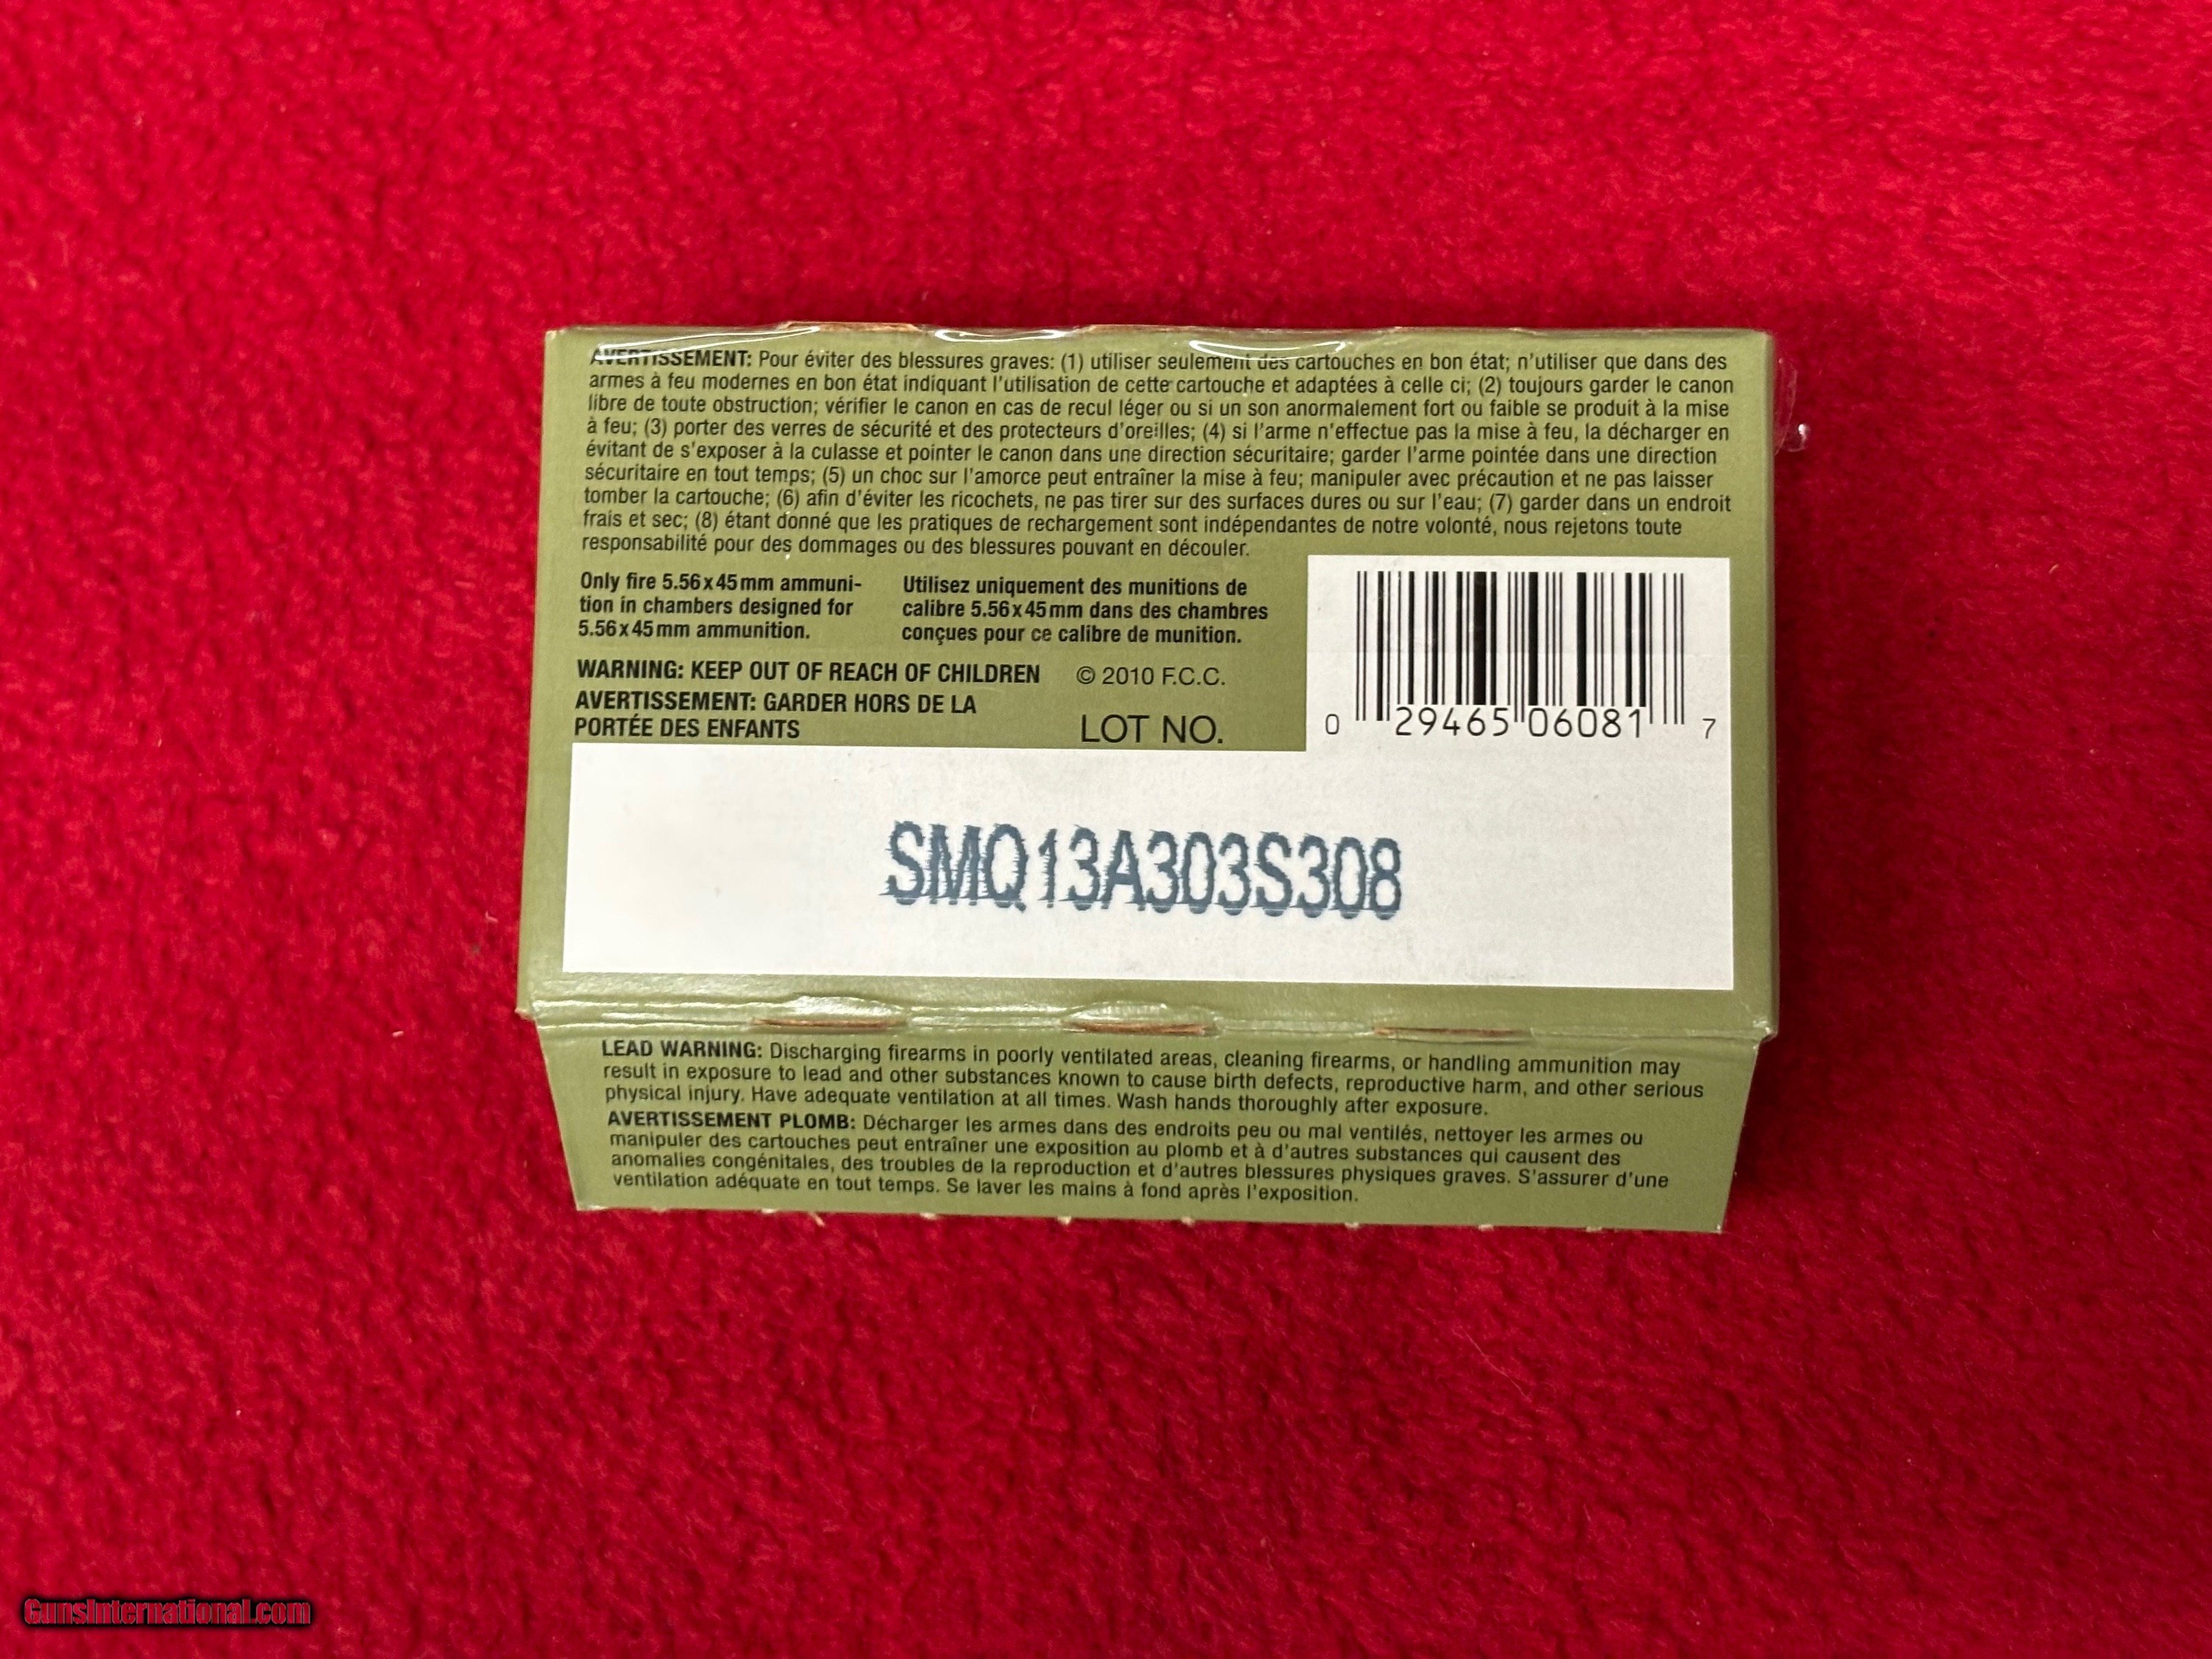 AVERTISSEMENT: Pour éviter des blessures graves: (1) utiliser seulement des cartouches en bon état; n'utiliser que dans des
armes à feu modernes en bon état indiquant l'utilisation de cette cartouche et adaptées à celle ci; (2) toujours garder le canon
libre de toute obstruction; vérifier le canon en cas de recul léger ou si un son anormalement fort ou faible se produit à la mise
à feu; (3) porter des verres de sécurité et des protecteurs d'oreilles; (4) si l'arme n'effectue pas la mise à feu, la décharger en
évitant de s'exposer à la culasse et pointer le canon dans une direction sécuritaire; garder l'arme pointée dans une direction
sécuritaire en tout temps; (5) un choc sur l'amorce peut entraîner la mise à feu; manipuler avec précaution et ne pas laisser
tomber la cartouche; (6) afin d'éviter les ricochets, ne pas tirer sur des surfaces dures ou sur l'eau; (7) garder dans un endroit
frais et sec; (8) étant donné que les pratiques de rechargement sont indépendantes de notre volonté, nous rejetons toute
responsabilité pour des dommages ou des blessures pouvant en découler.
Only fire 5.56x45mm ammuni-
tion in chambers designed for
5.56x45mm ammunition.
Utilisez uniquement des munitions de
calibre 5.56x45mm dans des chambres
conçues pour ce calibre de munition.
WARNING: KEEP OUT OF REACH OF CHILDREN
AVERTISSEMENT: GARDER HORS DE LA
PORTÉE DES ENFANTS
© 2010 F.C.C.
LOT NO.
0 29465 06081 7
SMQ13A303S308
LEAD WARNING: Discharging firearms in poorly ventilated areas, cleaning firearms, or handling ammunition may
result in exposure to lead and other substances known to cause birth defects, reproductive harm, and other serious
physical injury. Have adequate ventilation at all times. Wash hands thoroughly after exposure.
AVERTISSEMENT PLOMB: Décharger les armes dans des endroits peu ou mal ventilés, nettoyer les armes ou
manipuler des cartouches peut entraîner une exposition au plomb et à d'autres substances qui causent des
anomalies congénitales, des troubles de la reproduction et d'autres blessures physiques graves. S'assurer d'une
ventilation adéquate en tout temps. Se laver les mains à fond après l'exposition.
GunsInternational.com